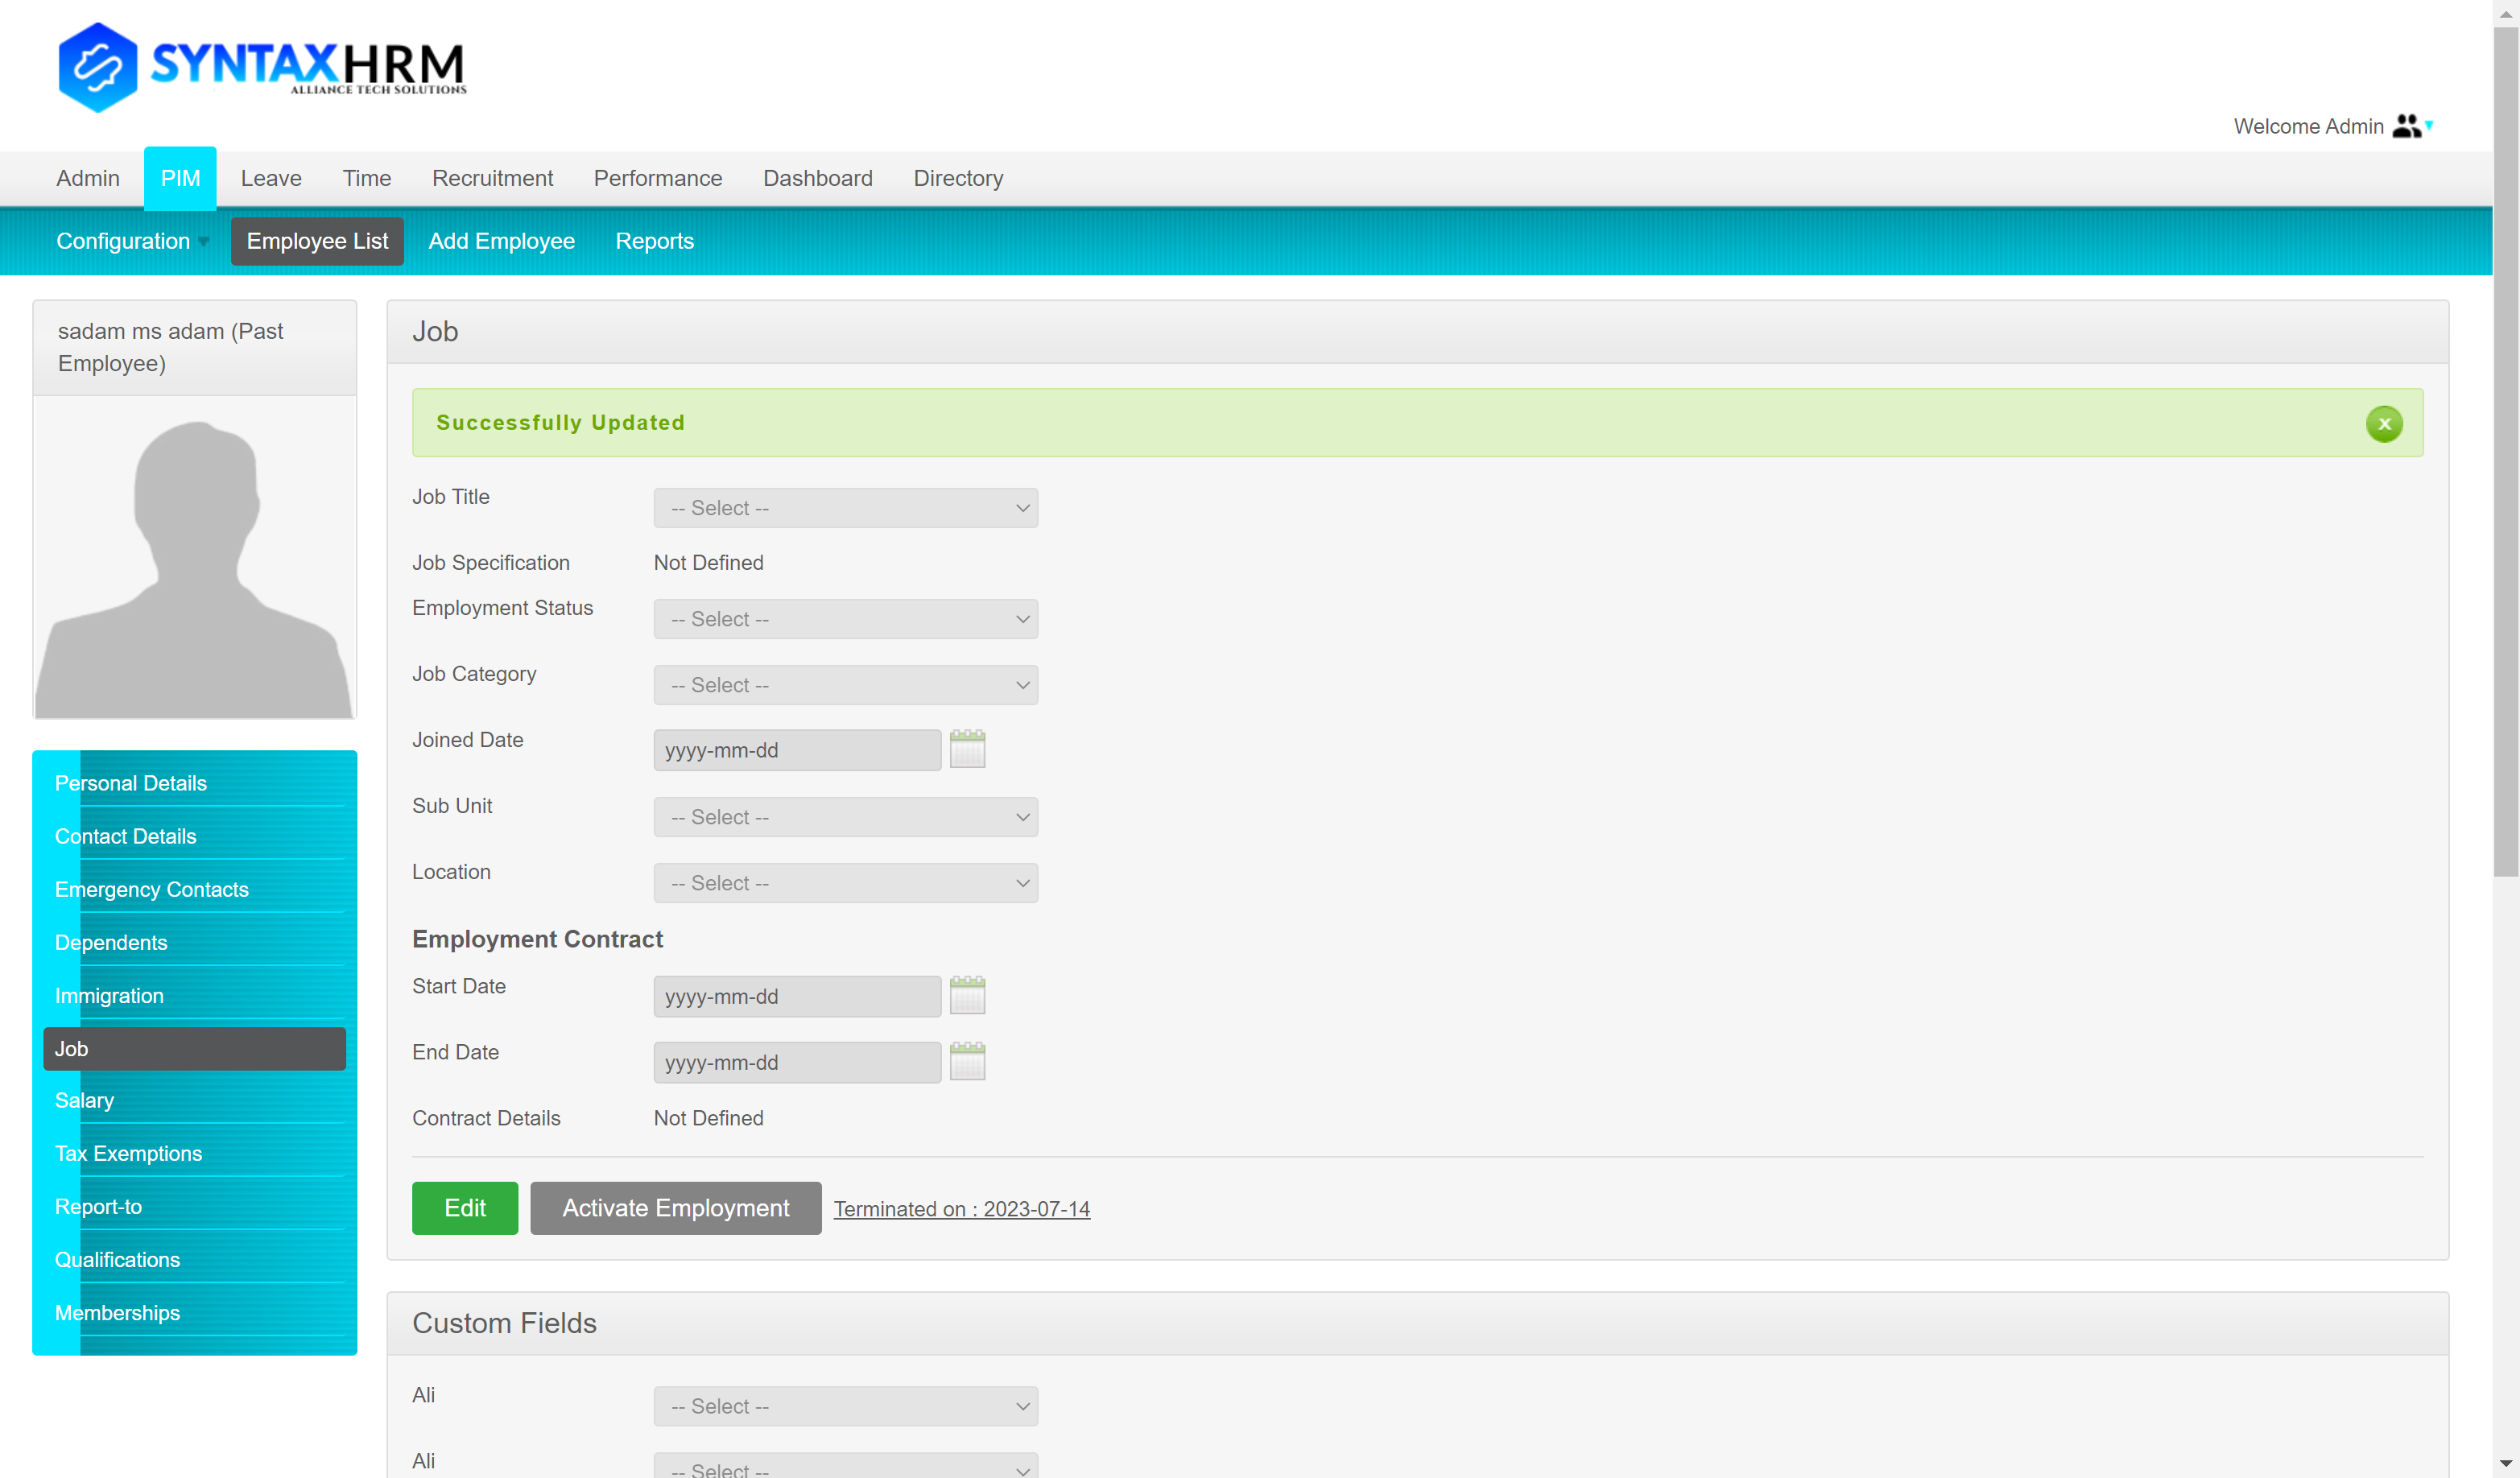 SYNTAXHRM
ALLIANCE TECH SOLUTIONS
Welcome Admin
Admin PIM Leave Time Recruitment Performance Dashboard Directory
Configuration Employee List Add Employee Reports
sadam ms adam (Past
Employee)
Personal Details
Contact Details
Emergency Contacts
Dependents
Immigration
Job
Salary
Tax Exemptions
Report-to
Qualifications
Memberships
Job
Successfully Updated
x
Job Title -- Select --
Job Specification Not Defined
Employment Status -- Select --
Job Category -- Select --
Joined Date yyyy-mm-dd
Sub Unit -- Select --
Location -- Select --
Employment Contract
Start Date yyyy-mm-dd
End Date yyyy-mm-dd
Contract Details Not Defined
Edit Activate Employment Terminated on : 2023-07-14
Custom Fields
Ali -- Select --
Ali -- Select --